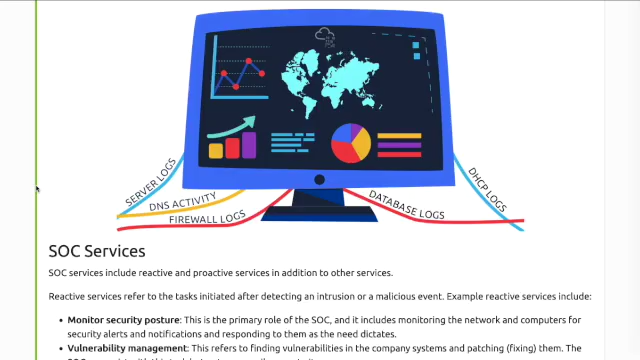 SERVER LOGS
DNS ACTIVITY
FIREWALL LOGS
DATABASE LOGS
DHCP LOGS
SOC Services
SOC services include reactive and proactive services in addition to other services.
Reactive services refer to the tasks initiated after detecting an intrusion or a malicious event. Example reactive services include:
• Monitor security posture: This is the primary role of the SOC, and it includes monitoring the network and computers for
security alerts and notifications and responding to them as the need dictates.
• Vulnerability management: This refers to finding vulnerabilities in the company systems and patching (fixing) them. The